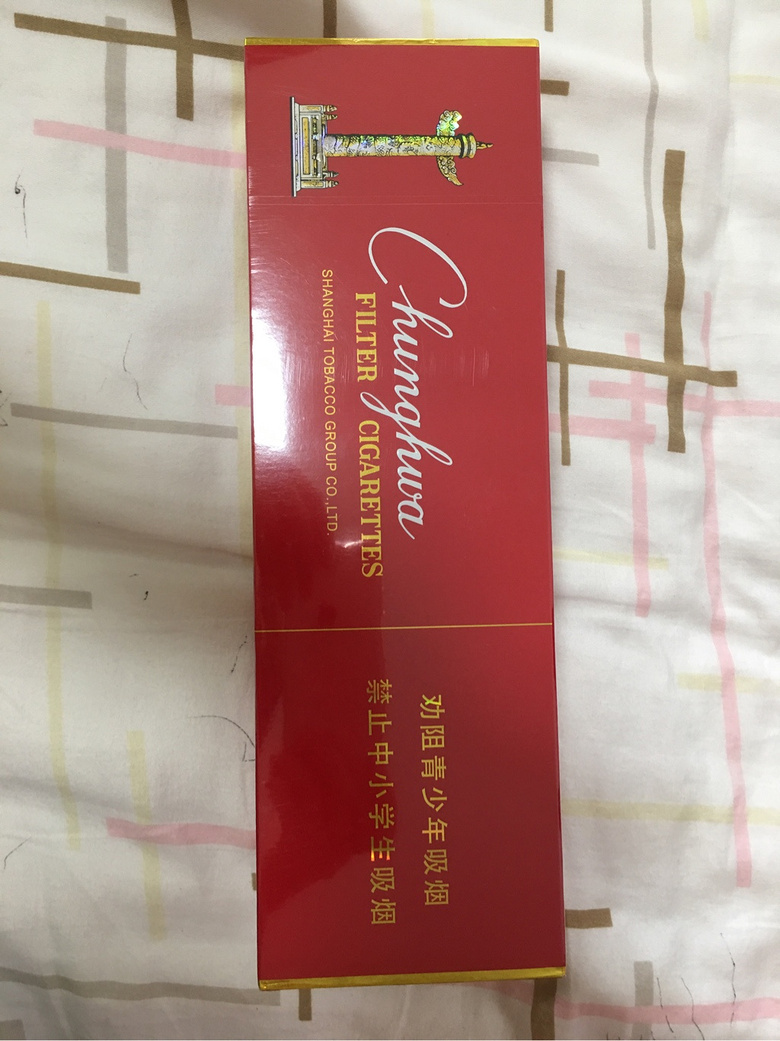 Chunghwa
FILTER CIGARETTES
SHANGHAI TOBACCO GROUP CO.,LTD.
劝阻青少年吸烟
禁止中小学生吸烟